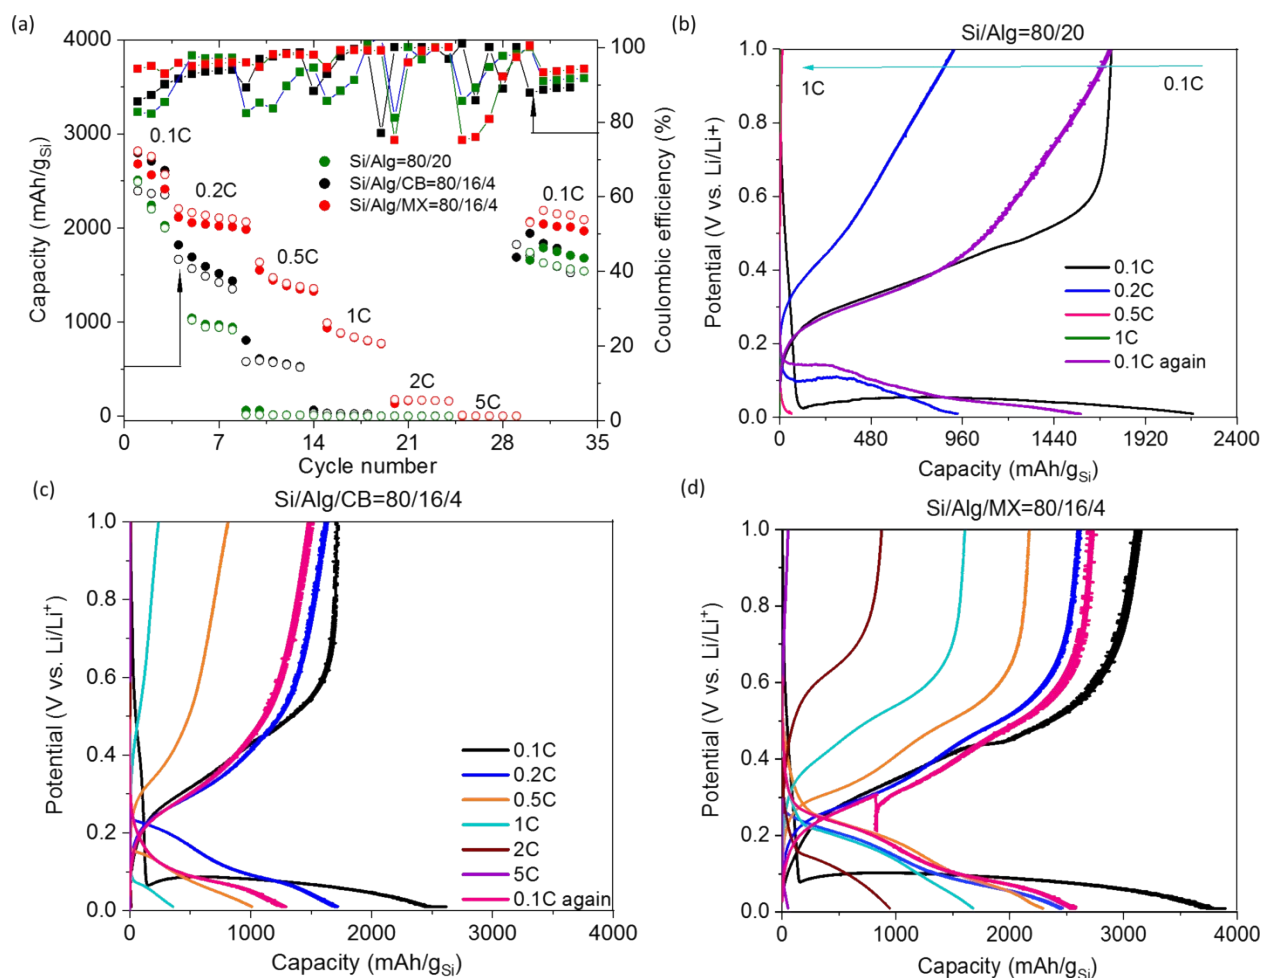 (a)
4000
3000
2000
1000
0
Capacity (mAh/gSi)
0
7
14
21
28
35
Cycle number
100
80
60
40
20
0
Coulombic efficiency (%)
0.1C
0.2C
0.5C
1C
2C
5C
0.1C
Si/Alg=80/20
Si/Alg/CB=80/16/4
Si/Alg/MX=80/16/4
(b)
Si/Alg=80/20
1.0
0.8
0.6
0.4
0.2
0.0
Potential (V vs. Li/Li+)
1C
0.1C
0.1C
0.2C
0.5C
1C
0.1C again
0
480
960
1440
1920
2400
Capacity (mAh/gSi)
(c)
Si/Alg/CB=80/16/4
1.0
0.8
0.6
0.4
0.2
0.0
Potential (V vs. Li/Li+)
0.1C
0.2C
0.5C
1C
2C
5C
0.1C again
0
1000
2000
3000
4000
Capacity (mAh/gSi)
(d)
Si/Alg/MX=80/16/4
1.0
0.8
0.6
0.4
0.2
0.0
Potential (V vs. Li/Li+)
0
1000
2000
3000
4000
Capacity (mAh/gSi)